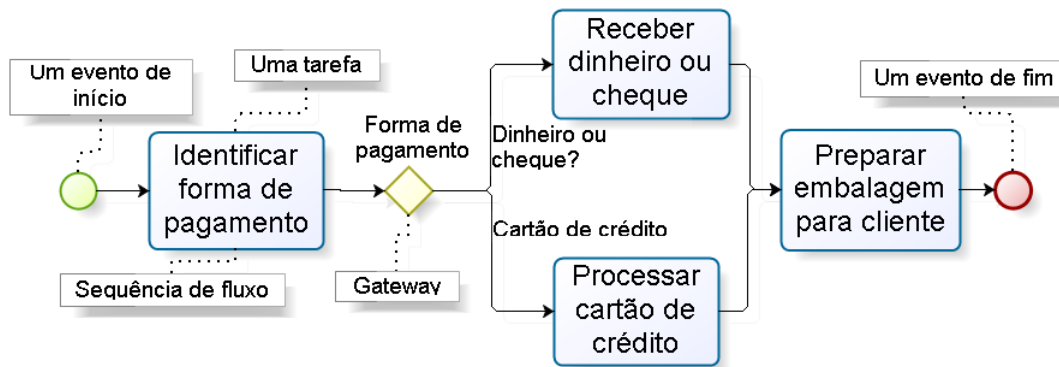 Um evento de
início
Uma tarefa
Identificar
forma de
pagamento
Sequência de fluxo
Forma de
pagamento
Gateway
Dinheiro ou
cheque?
Cartão de crédito
Receber
dinheiro ou
cheque
Processar
cartão de
crédito
Preparar
embalagem
para cliente
Um evento de fim